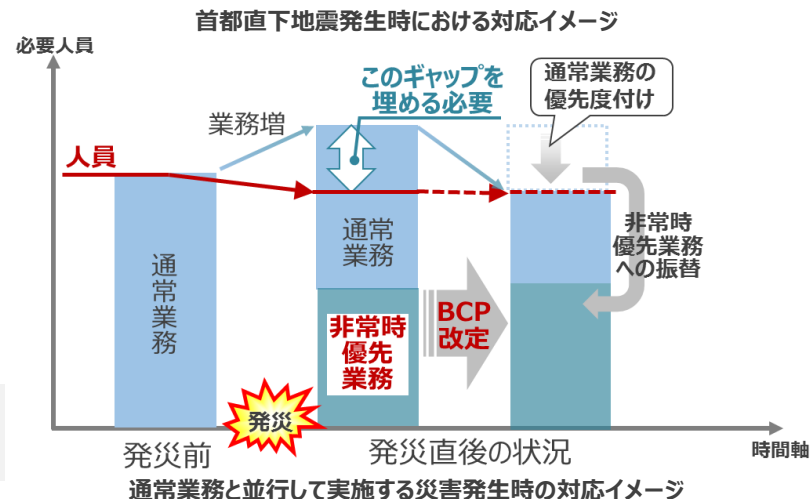 首都直下地震発生時における対応イメージ
必要人員
このギャップを
埋める必要
通常業務の
優先度付け
業務増
人員
通常
業務
通常業務
非常時
優先業務
への振替
BCP
改定
非常時
優先
業務
発災
発災前
発災直後の状況
時間軸
通常業務と並行して実施する災害発生時の対応イメージ